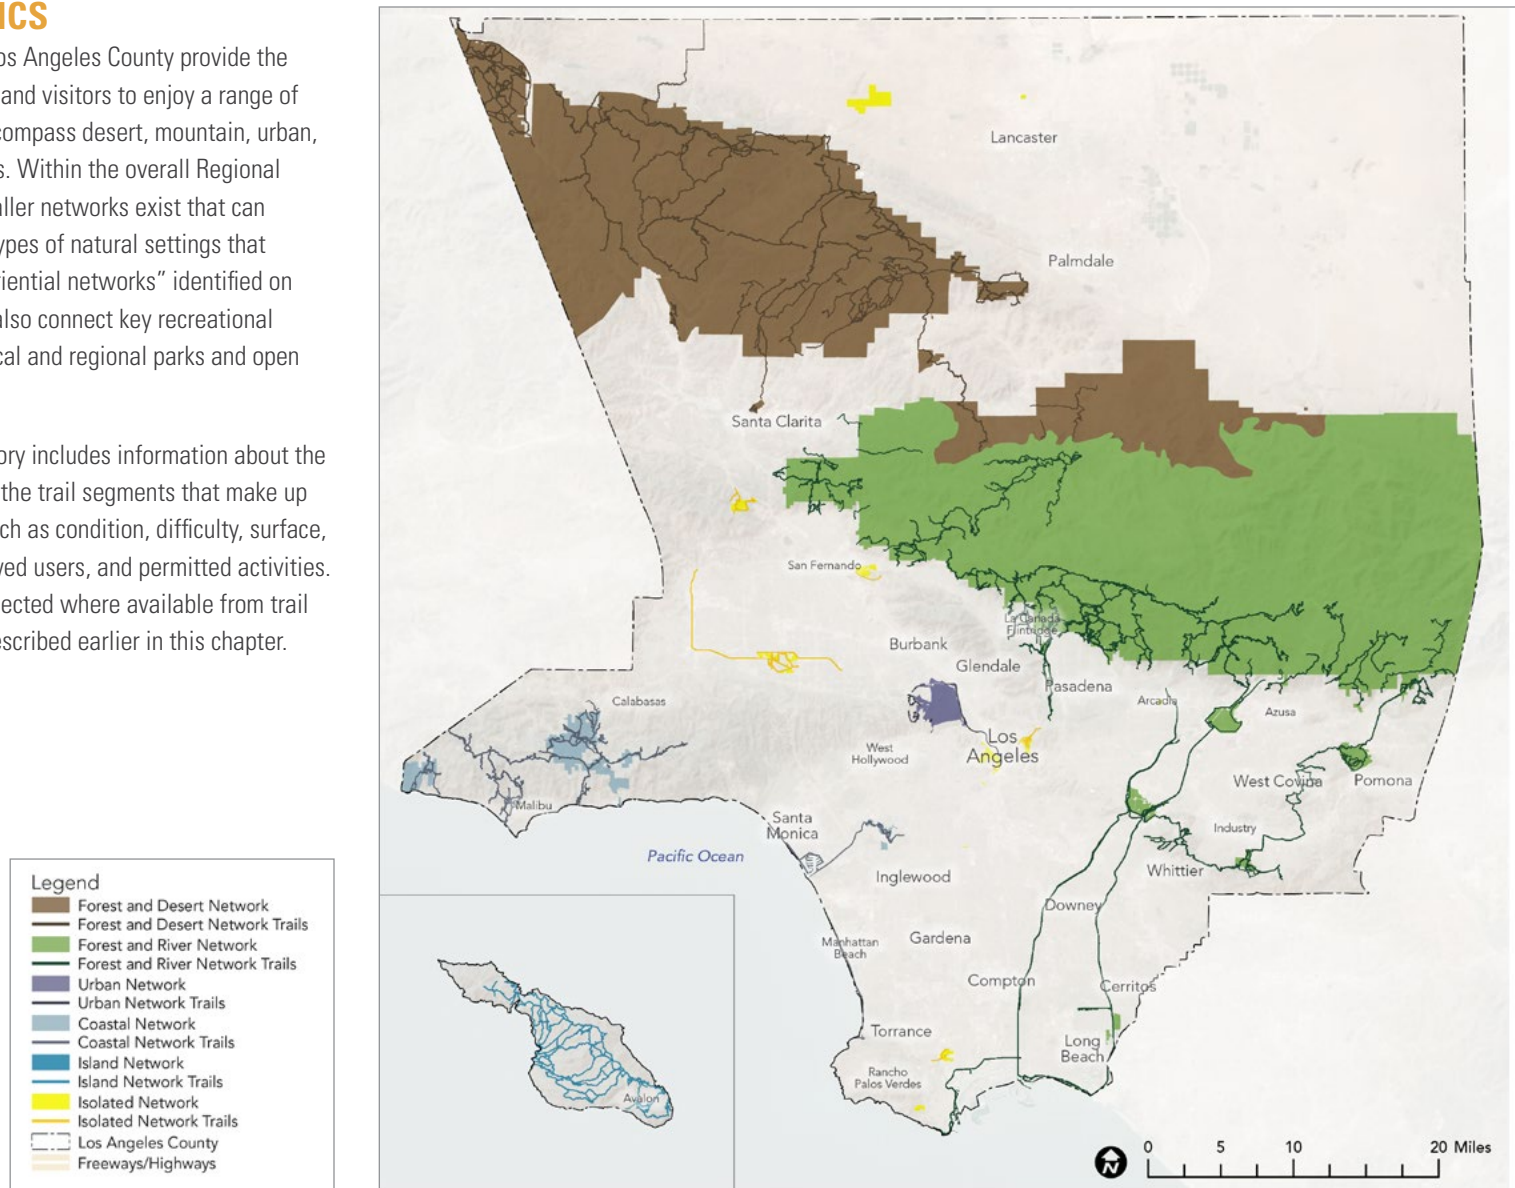 ICS
os Angeles County provide the
and visitors to enjoy a range of
compass desert, mountain, urban,
s. Within the overall Regional
aller networks exist that can
ypes of natural settings that
riential networks” identified on
also connect key recreational
cal and regional parks and open
ory includes information about the
the trail segments that make up
ch as condition, difficulty, surface,
ved users, and permitted activities.
ected where available from trail
escribed earlier in this chapter.
Lancaster
Palmdale
Santa Clarita
San Fernando
La Cañada
Flintridge
Burbank
Glendale
Pasadena
Calabasas
Arcadia
Azusa
West
Hollywood
Los
Angeles
West Covina
Pomona
Malibu
Santa
Monica
Industry
Pacific Ocean
Inglewood
Whittier
Downey
Manhattan
Beach
Gardena
Compton
Cerritos
Torrance
Long
Beach
Rancho
Palos Verdes
Avalon
N
0 5 10 20 Miles
Legend
Forest and Desert Network
Forest and Desert Network Trails
Forest and River Network
Forest and River Network Trails
Urban Network
Urban Network Trails
Coastal Network
Coastal Network Trails
Island Network
Island Network Trails
Isolated Network
Isolated Network Trails
Los Angeles County
Freeways/Highways